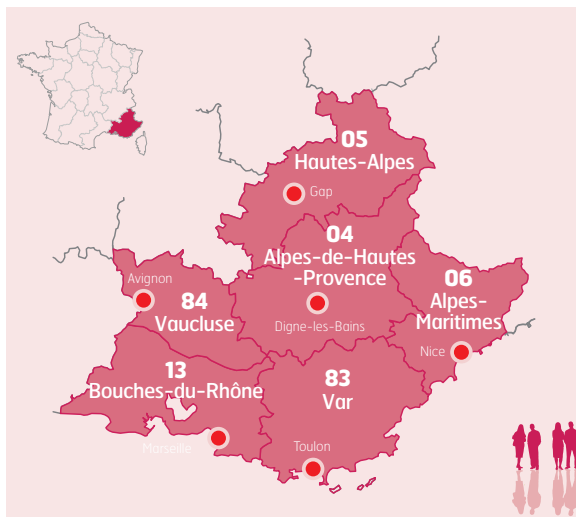 05
Hautes-Alpes
Gap
04
Alpes-de-Hautes
-Provence
Digne-les-Bains
06
Alpes-
Maritimes
Nice
Avignon
84
Vaucluse
13
Bouches-du-Rhône
Marseille
83
Var
Toulon